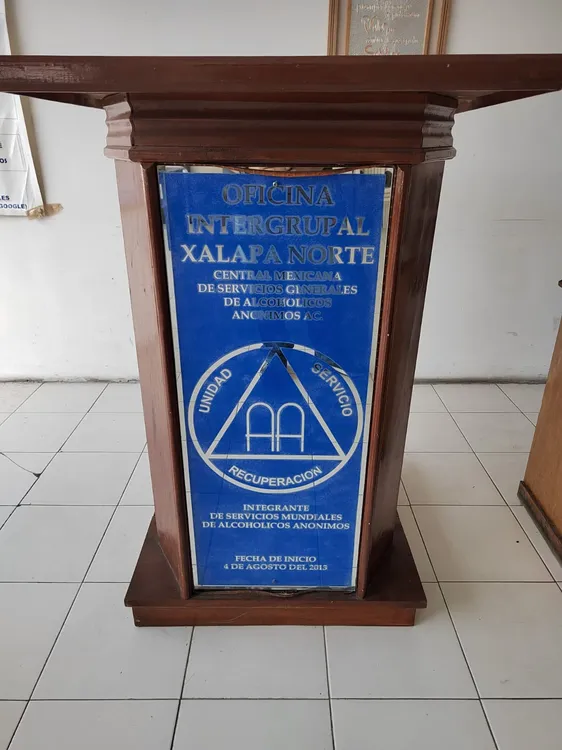 OFICINA
INTERGRUPAL
XALAPA NORTE
CENTRAL MEXICANA
DE SERVICIOS GENERALES
DE ALCOHOLICOS
ANONIMOS AC.
UNIDAD
SERVICIO
AA
RECUPERACION
INTEGRANTE
DE SERVICIOS MUNDIALES
DE ALCOHOLICOS ANONIMOS
FECHA DE INICIO
4 DE AGOSTO DEL 2013
GOOGLE)